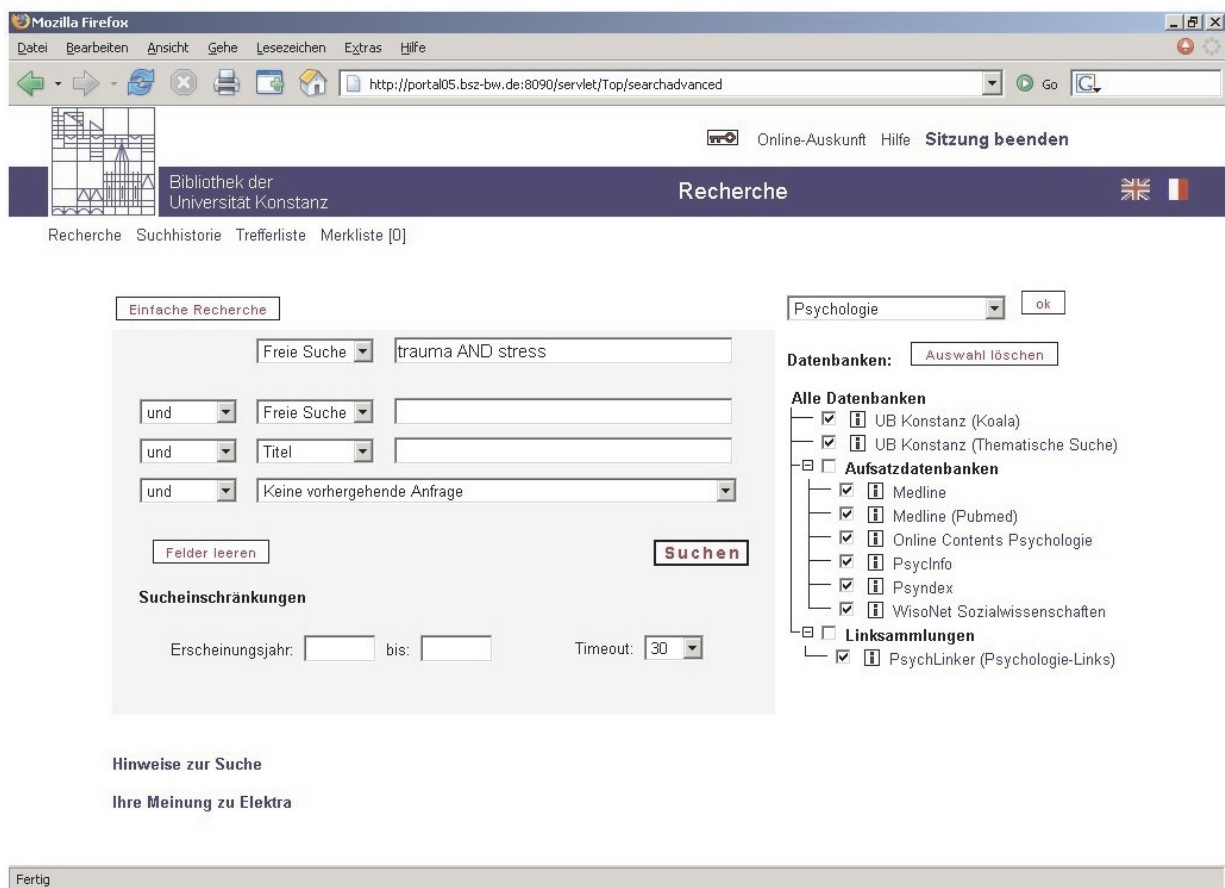 Mozilla Firefox
Datei Bearbeiten Ansicht Gehe Lesezeichen Extras Hilfe
http://portal05.bsz-bw.de:8090/servlet/Top/searchadvanced Go G
Online-Auskunft Hilfe Sitzung beenden
Bibliothek der
Universität Konstanz
Recherche
Recherche Suchhistorie Trefferliste Merkliste [0]
Einfache Recherche
Freie Suche trauma AND stress
und Freie Suche
und Titel
und Keine vorhergehende Anfrage
Felder leeren Suchen
Sucheinschränkungen
Erscheinungsjahr: bis: Timeout: 30
Psychologie ok
Datenbanken: Auswahl löschen
Alle Datenbanken
i UB Konstanz (Koala)
i UB Konstanz (Thematische Suche)
Aufsatzdatenbanken
i Medline
i Medline (Pubmed)
i Online Contents Psychologie
i PsycInfo
i Psyndex
i WisoNet Sozialwissenschaften
Linksammlungen
i PsychLinker (Psychologie-Links)
Hinweise zur Suche
Ihre Meinung zu Elektra
Fertig